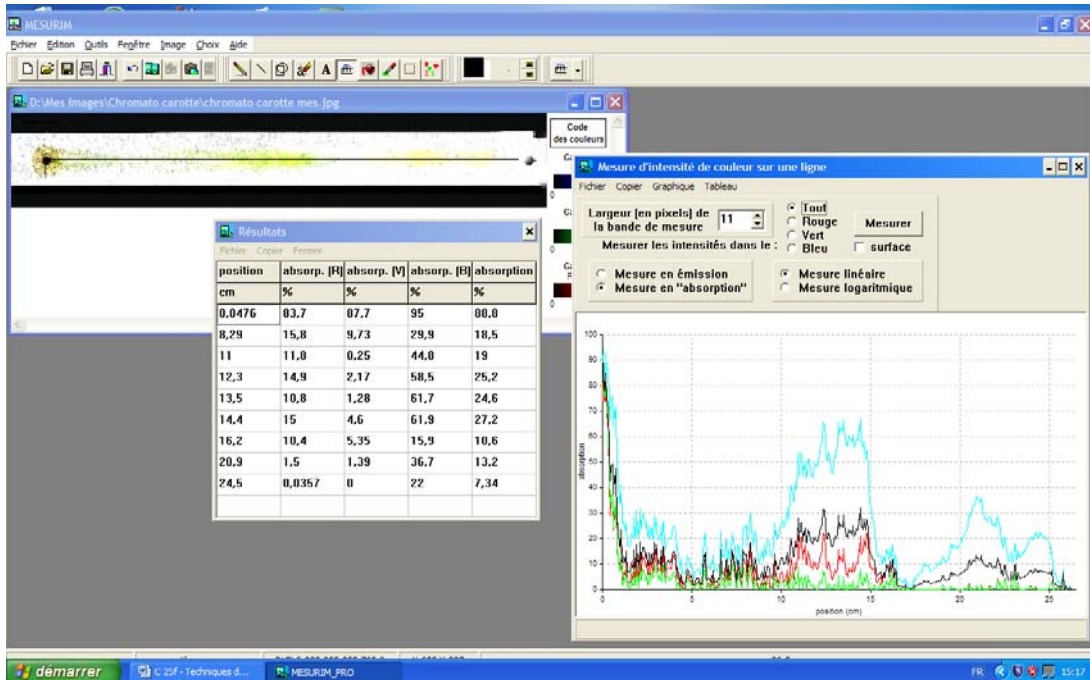 MESURIM
Fichier Edition Outils Fenêtre Image Choix Aide
D:\Mes Images\Chromato carotte\chromato carotte mes.jpg
Code
des couleurs
0
0
0
Résultats
Fichier Copier Fermer
position absorp. [R] absorp. [V] absorp. [B] absorption
cm % % % %
0,0476 83.7 87.7 95 88.8
8,29 15,8 9,73 29,9 18,5
11 11,8 0,25 44,8 19
12,3 14,9 2,17 58,5 25,2
13,5 10,8 1,28 61,7 24,6
14,4 15 4,6 61,9 27,2
16,2 10,4 5,35 15,9 10,6
20,9 1,5 1,39 36,7 13,2
24,5 0,0357 0 22 7,34
Mesure d'intensité de couleur sur une ligne
Fichier Copier Graphique Tableau
Largeur [en pixels] de
la bande de mesure
11
Tout
Rouge
Vert
Bleu
Mesurer
surface
Mesurer les intensités dans le :
Mesure en émission
Mesure en "absorption"
Mesure linéaire
Mesure logaritmique
100
90
80
70
60
50
40
30
20
10
0
absorption
0 5 10 15 20 25
position (cm)
démarrer
C 25f - Techniques d...
MESURIM_PRO
FR
15:17